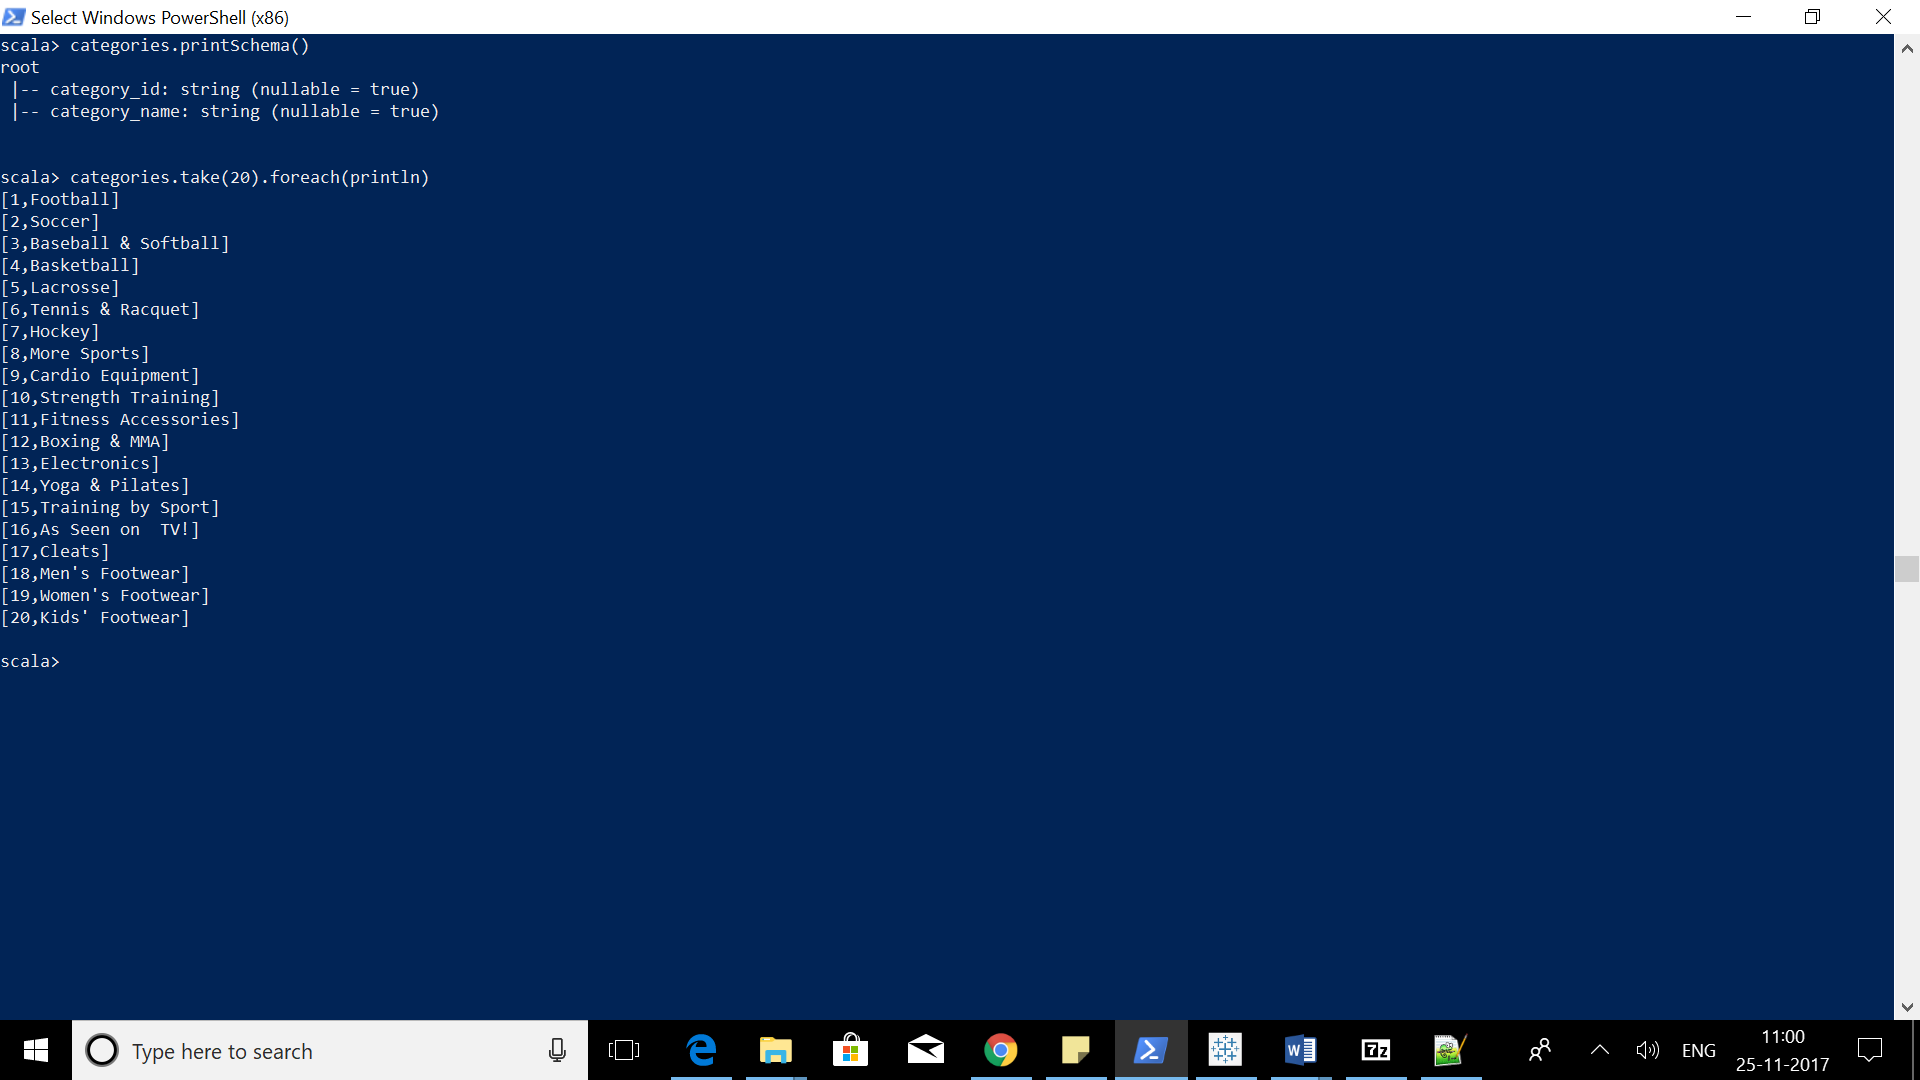 Select Windows PowerShell (x86)
scala> categories.printSchema()
root
 |-- category_id: string (nullable = true)
 |-- category_name: string (nullable = true)
scala> categories.take(20).foreach(println)
[1,Football]
[2,Soccer]
[3,Baseball & Softball]
[4,Basketball]
[5,Lacrosse]
[6,Tennis & Racquet]
[7,Hockey]
[8,More Sports]
[9,Cardio Equipment]
[10,Strength Training]
[11,Fitness Accessories]
[12,Boxing & MMA]
[13,Electronics]
[14,Yoga & Pilates]
[15,Training by Sport]
[16,As Seen on  TV!]
[17,Cleats]
[18,Men's Footwear]
[19,Women's Footwear]
[20,Kids' Footwear]
scala>
Type here to search
W
7z
ENG
11:00
25-11-2017